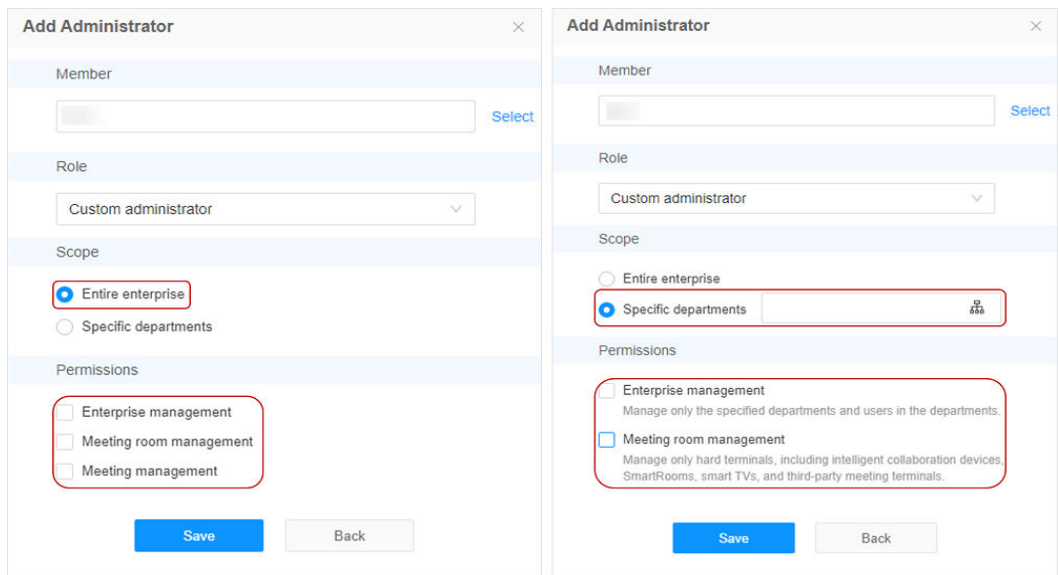 Add Administrator
Member
Select
Role
Custom administrator
Scope
Entire enterprise
Specific departments
Permissions
Enterprise management
Meeting room management
Meeting management
Save
Back
Add Administrator
Member
Select
Role
Custom administrator
Scope
Entire enterprise
Specific departments
Permissions
Enterprise management
Manage only the specified departments and users in the departments.
Meeting room management
Manage only hard terminals, including intelligent collaboration devices,
SmartRooms, smart TVs, and third-party meeting terminals.
Save
Back